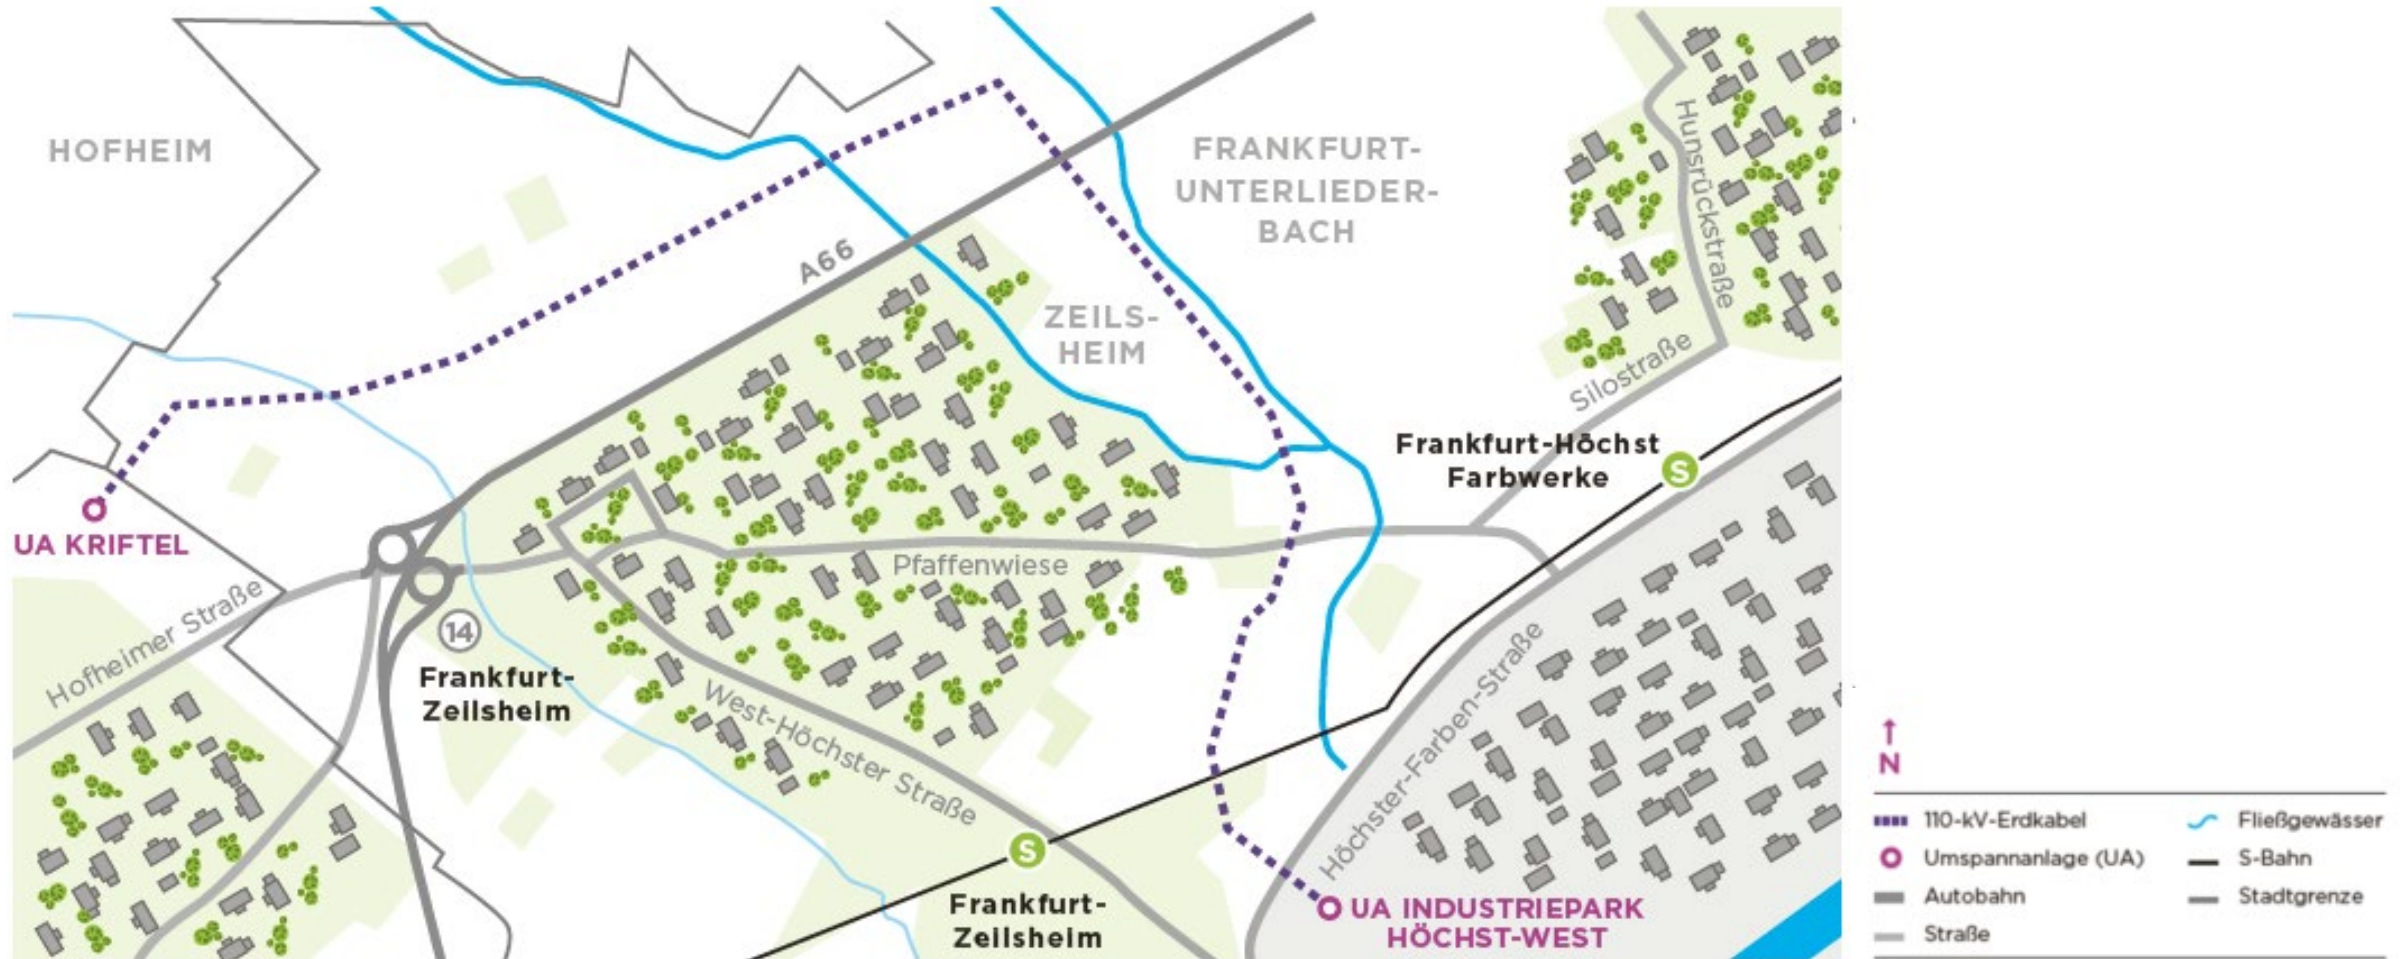 HOFHEIM
A66
FRANKFURT-
UNTERLIEDER-
BACH
ZEILS-
HEIM
Hunsrückstraße
Silostraße
Frankfurt-Höchst
Farbwerke
S
UA KRIFTEL
Pfaffenwiese
Hofheimer Straße
14
Frankfurt-
Zeilsheim
West-Höchster Straße
Höchster-Farben-Straße
S
Frankfurt-
Zeilsheim
UA INDUSTRIEPARK
HÖCHST-WEST
N
110-kV-Erdkabel
Umspannanlage (UA)
Autobahn
Straße
Fließgewässer
S-Bahn
Stadtgrenze